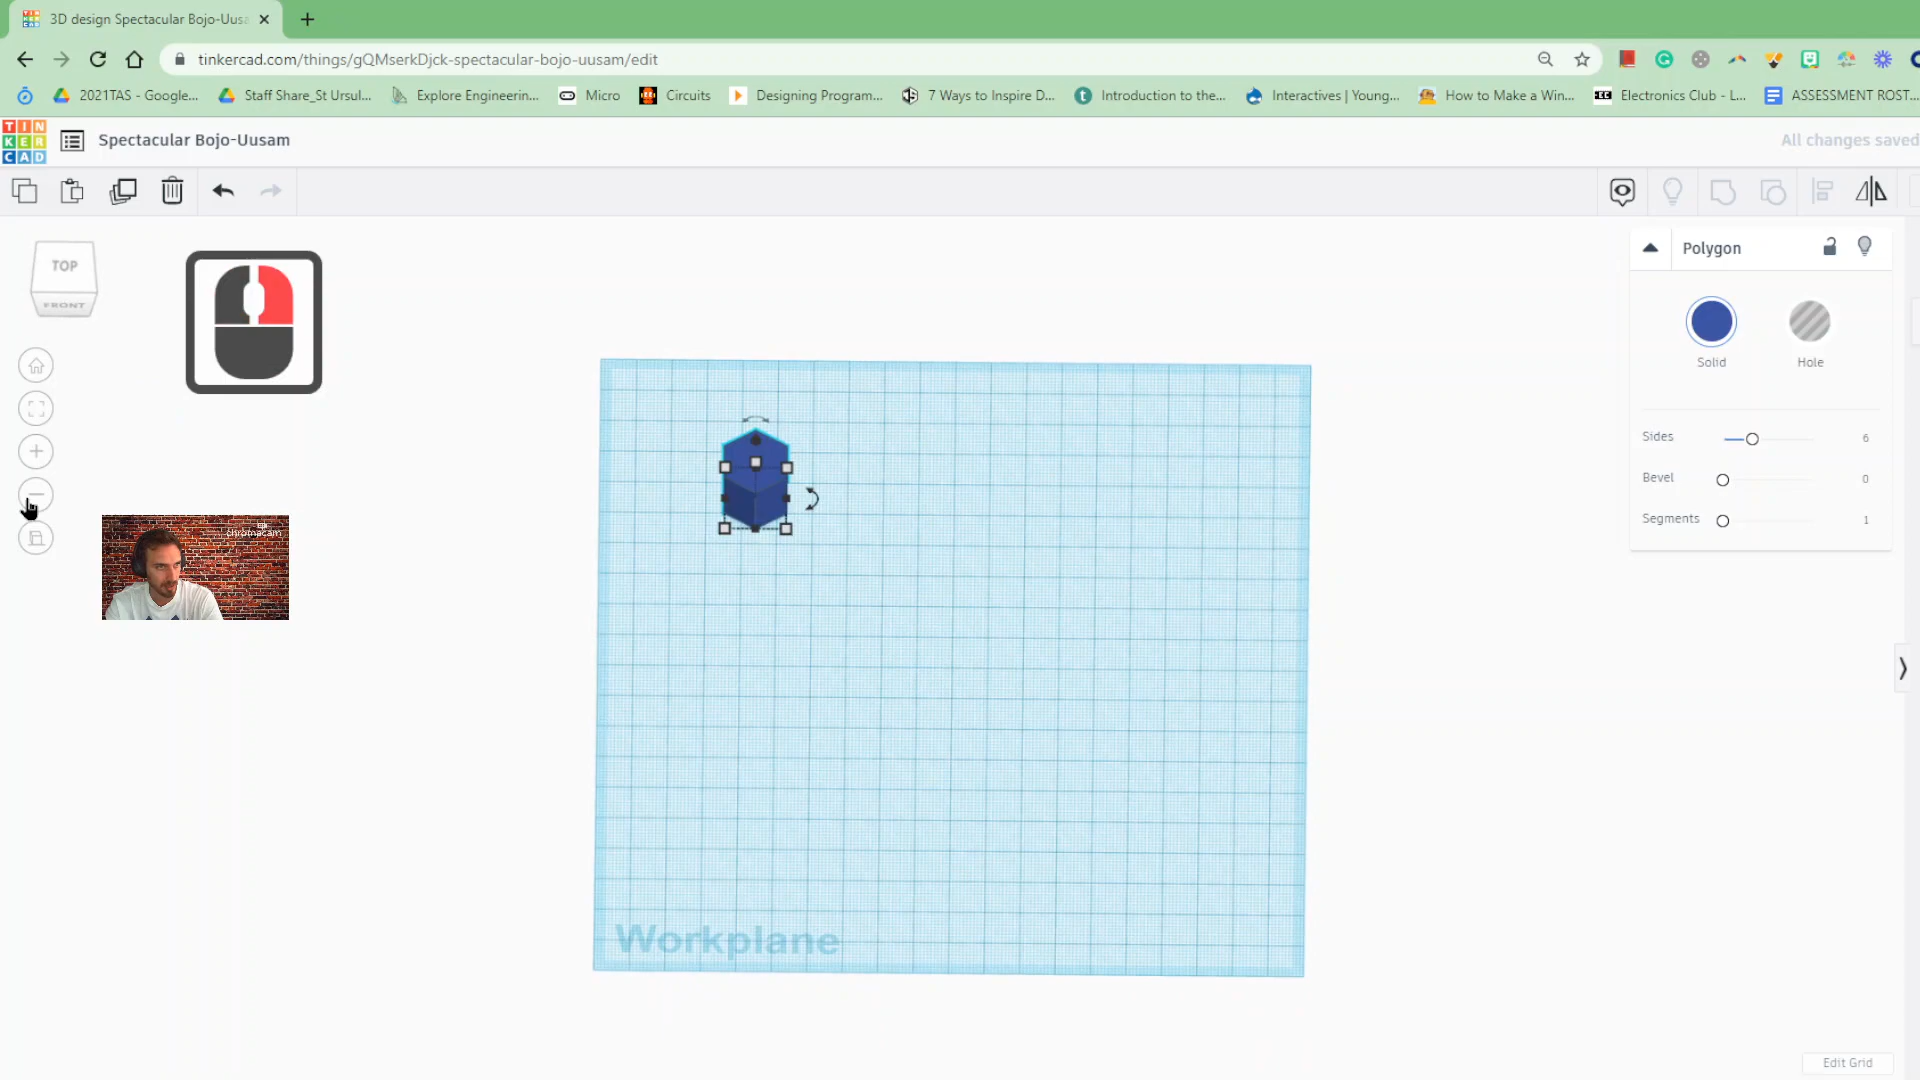 3D design Spectacular Bojo-Uusa
tinkercad.com/things/gQMserkDjck-spectacular-bojo-uusam/edit
2021TAS - Google... Staff Share_St Ursul... Explore Engineerin... Micro Circuits Designing Program... 7 Ways to Inspire D... Introduction to the... Interactives | Young... How to Make a Win... Electronics Club - L... ASSESSMENT ROST...
TIN
KER
CAD
Spectacular Bojo-Uusam
All changes saved
TOP
FRONT
Polygon
Solid
Hole
Sides 6
Bevel 0
Segments 1
chromacam
Workplane
Edit Grid